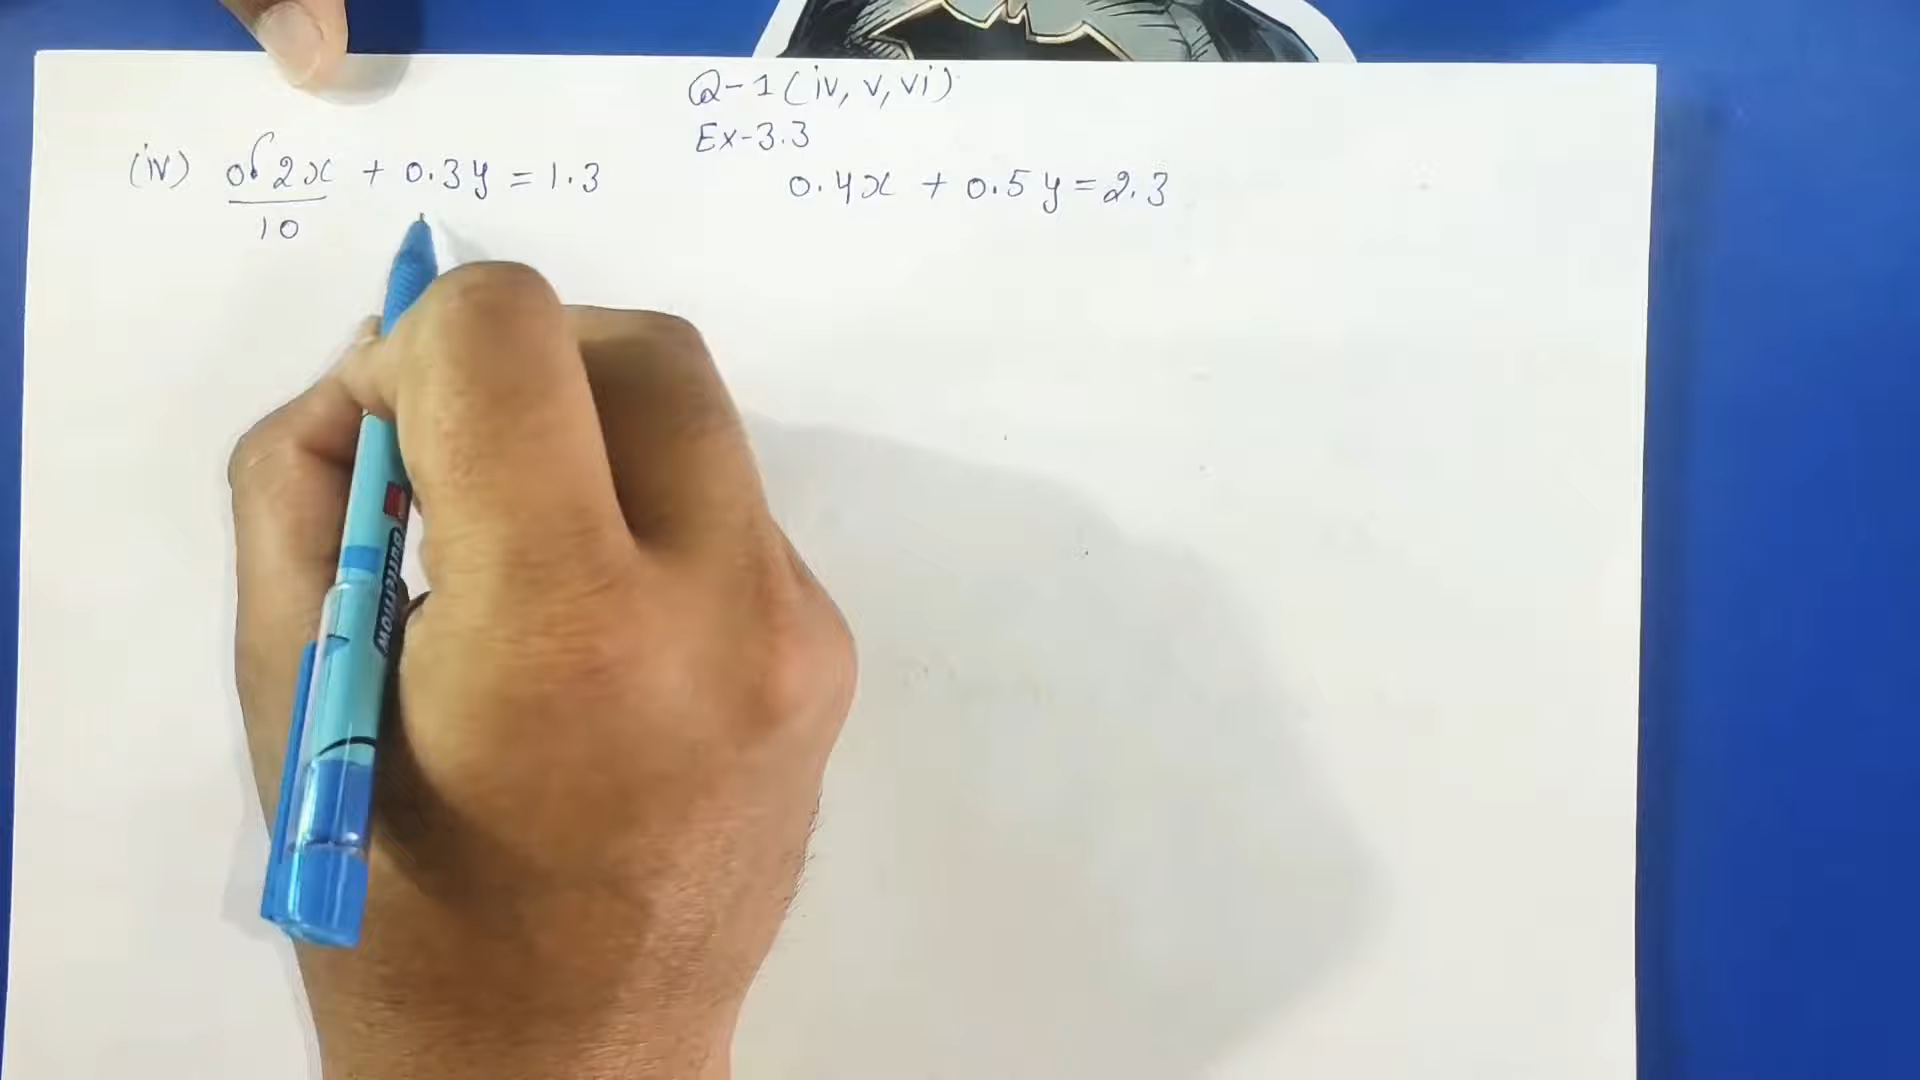 Q-1 (iv, v, vi)
Ex-3.3
(iv) 0.2x + 0.3y = 1.3
10
0.4x + 0.5y = 2.3
Butterflow